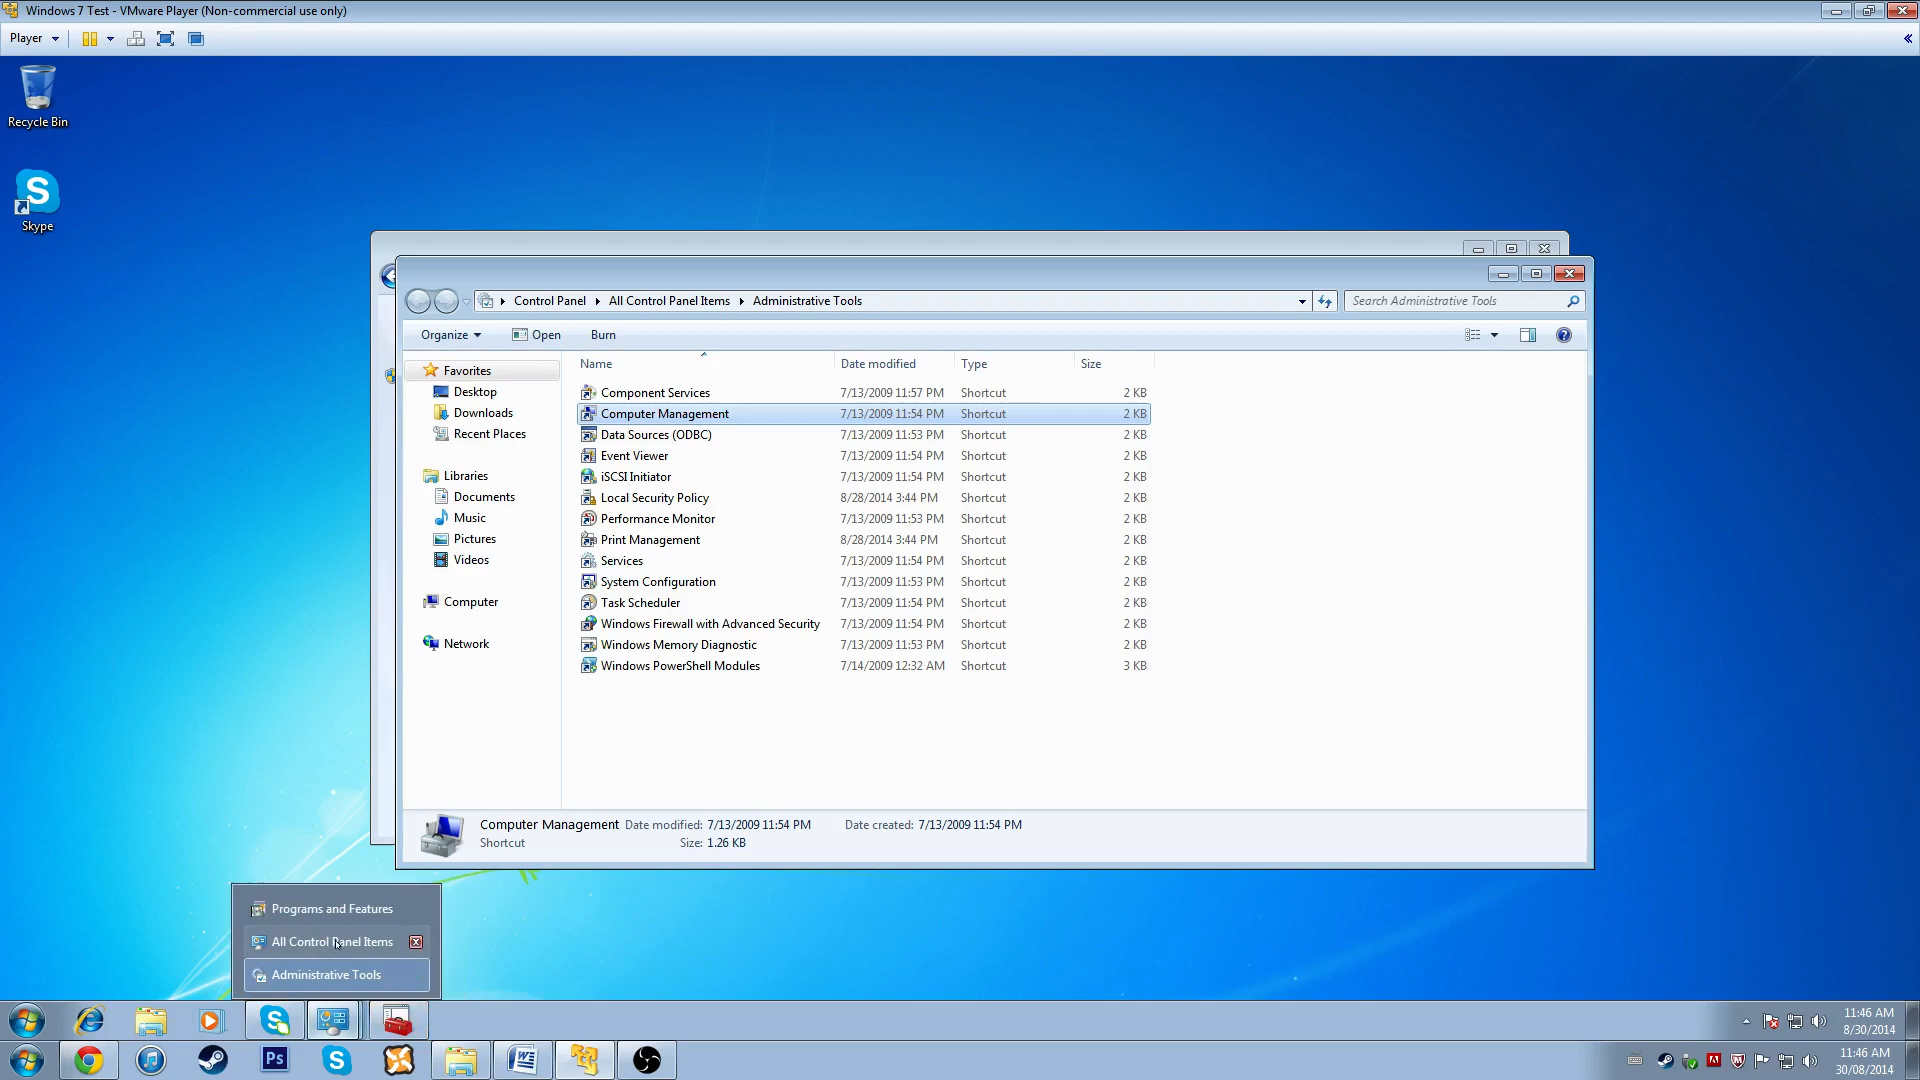 Windows 7 Test - VMware Player (Non-commercial use only)
Player
Recycle Bin
Skype
Control Panel All Control Panel Items Administrative Tools
Search Administrative Tools
Organize Open Burn
Name Date modified Type Size
Component Services 7/13/2009 11:57 PM Shortcut 2 KB
Computer Management 7/13/2009 11:54 PM Shortcut 2 KB
Data Sources (ODBC) 7/13/2009 11:53 PM Shortcut 2 KB
Event Viewer 7/13/2009 11:54 PM Shortcut 2 KB
iSCSI Initiator 7/13/2009 11:54 PM Shortcut 2 KB
Local Security Policy 8/28/2014 3:44 PM Shortcut 2 KB
Performance Monitor 7/13/2009 11:53 PM Shortcut 2 KB
Print Management 8/28/2014 3:44 PM Shortcut 2 KB
Services 7/13/2009 11:54 PM Shortcut 2 KB
System Configuration 7/13/2009 11:53 PM Shortcut 2 KB
Task Scheduler 7/13/2009 11:54 PM Shortcut 2 KB
Windows Firewall with Advanced Security 7/13/2009 11:54 PM Shortcut 2 KB
Windows Memory Diagnostic 7/13/2009 11:53 PM Shortcut 2 KB
Windows PowerShell Modules 7/14/2009 12:32 AM Shortcut 3 KB
Favorites
Desktop
Downloads
Recent Places
Libraries
Documents
Music
Pictures
Videos
Computer
Network
Computer Management Date modified: 7/13/2009 11:54 PM Date created: 7/13/2009 11:54 PM
Shortcut Size: 1.26 KB
Programs and Features
All Control Panel Items
Administrative Tools
11:46 AM
8/30/2014
Ps
11:46 AM
30/08/2014